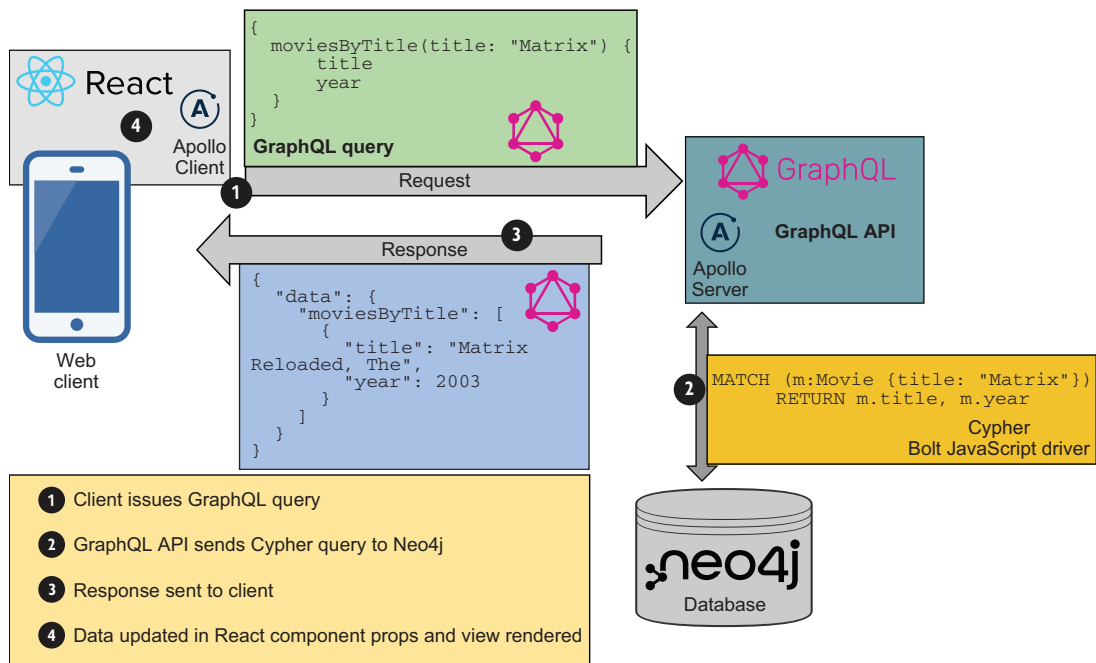 {
moviesByTitle(title: "Matrix") {
title
year
}
}
GraphQL query
React
4
Apollo
Client
1
Request
GraphQL
GraphQL API
Apollo
Server
3
Response
{
"data": {
"moviesByTitle": [
{
"title": "Matrix
Reloaded, The",
"year": 2003
}
]
}
}
Web
client
2
MATCH (m:Movie {title: "Matrix"})
RETURN m.title, m.year
Cypher
Bolt JavaScript driver
neo4j
Database
1 Client issues GraphQL query
2 GraphQL API sends Cypher query to Neo4j
3 Response sent to client
4 Data updated in React component props and view rendered